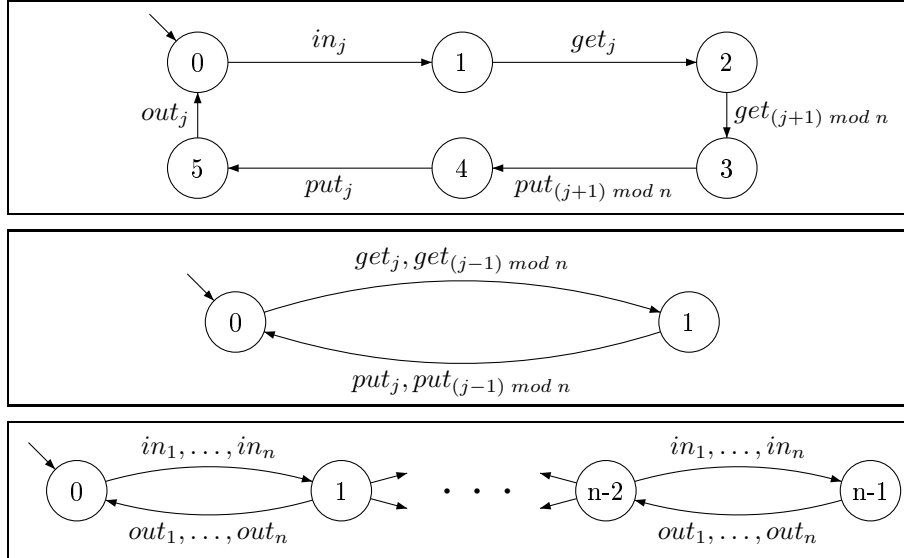 0 in_j 1 get_j 2
out_j get_{(j+1) mod n}
5 put_j 4 put_{(j+1) mod n} 3
get_j, get_{(j−1) mod n}
0 1
put_j, put_{(j−1) mod n}
in_1, . . . , in_n in_1, . . . , in_n
0 1 · · · n-2 n-1
out_1, . . . , out_n out_1, . . . , out_n